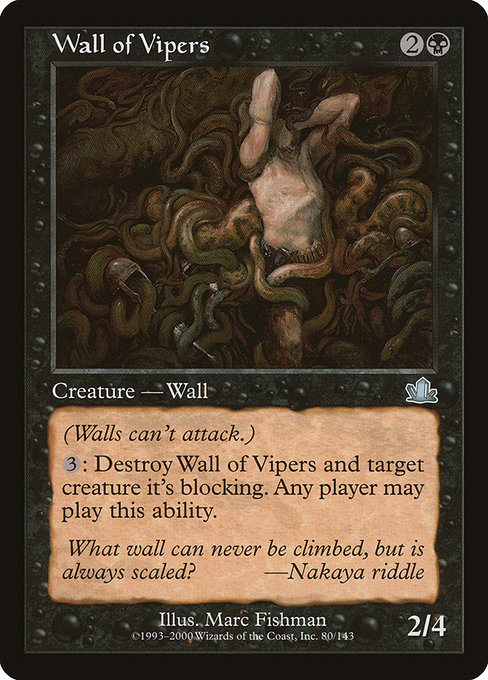 Wall of Vipers 2
Creature — Wall
(Walls can't attack.)
3: Destroy Wall of Vipers and target
creature it's blocking. Any player may
play this ability.
What wall can never be climbed, but is
always scaled? —Nakaya riddle
Illus. Marc Fishman
©1993–2000 Wizards of the Coast, Inc. 80/143
2/4